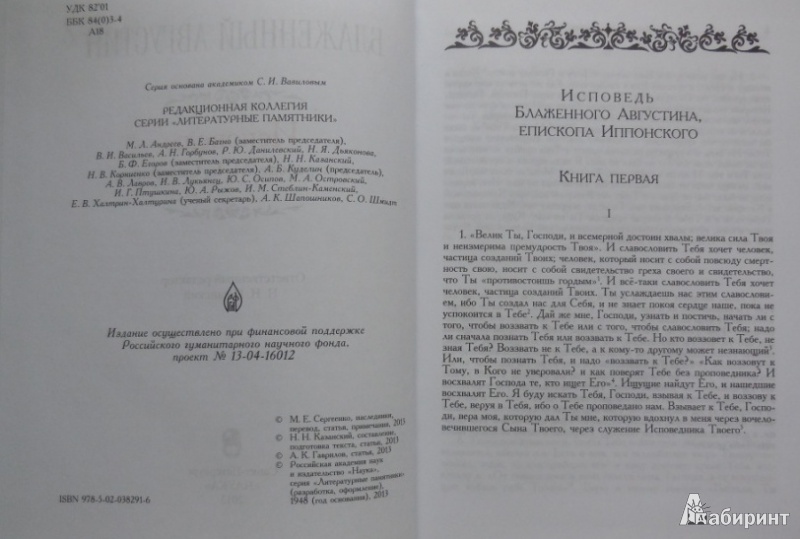 УДК 82'01
ББК 84(0)3-4
А18
БЛАЖЕННЫЙ АВГУСТИН
Серия основана академиком С. И. Вавиловым
РЕДАКЦИОННАЯ КОЛЛЕГИЯ
СЕРИИ «ЛИТЕРАТУРНЫЕ ПАМЯТНИКИ»
М. Л. Андреев, В. Е. Багно (заместитель председателя),
В. И. Васильев, А. Н. Горбунов, Р. Ю. Данилевский, Н. Я. Дьяконова,
Б. Ф. Егоров (заместитель председателя), Н. Н. Казанский,
Н. В. Корниенко (заместитель председателя), А. Б. Куделин (председатель),
А. В. Лавров, И. В. Лукьянец, Ю. С. Осипов, М. А. Островский,
И. Г. Птушкина, Ю. А. Рыжов, И. М. Стеблин-Каменский,
Е. В. Халтрин-Халтурина (ученый секретарь), А. К. Шапошников, С. О. Шмидт
Издание осуществлено при финансовой поддержке
Российского гуманитарного научного фонда,
проект № 13-04-16012
© М. Е. Сергеенко, наследники,
перевод, статья, примечания, 2013
© Н. Н. Казанский, составление,
подготовка текста, статья, 2013
© А. К. Гаврилов, статья, 2013
© Российская академия наук
и издательство «Наука»,
серия «Литературные памятники»
(разработка, оформление),
1948 (год основания), 2013
ISBN 978-5-02-038291-6
ИСПОВЕДЬ
БЛАЖЕННОГО АВГУСТИНА,
ЕПИСКОПА ИППОНСКОГО
КНИГА ПЕРВАЯ
I
1. «Велик Ты, Господи, и всемерной достоин хвалы; велика сила Твоя
и неизмерима премудрость Твоя». И славословить Тебя хочет человек,
частица созданий Твоих; человек, который носит с собой повсюду смерт-
ность свою, носит с собой свидетельство греха своего и свидетельство,
что Ты «противостоишь гордым»¹. И всё-таки славословить Тебя хочет
человек, частица созданий Твоих. Ты услаждаешь нас этим славослови-
ем, ибо Ты создал нас для Себя, и не знает покоя сердце наше, пока не
успокоится в Тебе². Дай же мне, Господи, узнать и постичь, начать ли с
того, чтобы воззвать к Тебе или с того, чтобы славословить Тебя; надо
ли сначала познать Тебя или воззвать к Тебе. Но кто воззовет к Тебе, не
зная Тебя? Воззвать не к Тебе, а к кому-то другому может незнающий³.
Или, чтобы познать Тебя, и надо «воззвать к Тебе?» «Как воззовут к
Тому, в Кого не уверовали? и как поверят Тебе без проповедника? И
восхвалят Господа те, кто ищет Его»⁴. Ищущие найдут Его, и нашедшие
восхвалят Его. Я буду искать Тебя, Господи, взывая к Тебе, и воззову к
Тебе, веруя в Тебя, ибо о Тебе проповедано нам. Взывает к Тебе, Госпо-
ди, вера моя, которую дал Ты мне, которую вдохнул в меня через вочело-
вечившегося Сына Твоего, через служение Исповедника Твоего⁵.
Лабиринт